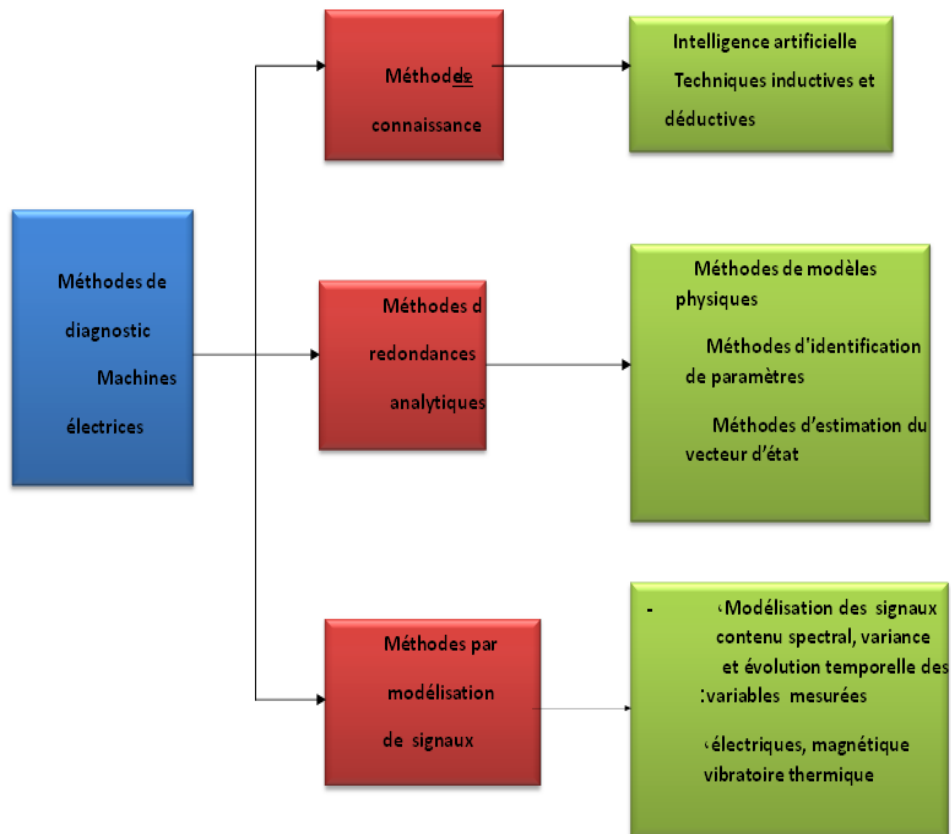 Méthodes de
diagnostic
Machines
électrices
Méthodes de
connaissance
Intelligence artificielle
Techniques inductives et
déductives
Méthodes d
redondances
analytiques
Méthodes de modèles
physiques
Méthodes d'identification
de paramètres
Méthodes d’estimation du
vecteur d’état
Méthodes par
modélisation
de signaux
- ،Modélisation des signaux
contenu spectral, variance
et évolution temporelle des
:variables mesurées
،électriques, magnétique
vibratoire thermique